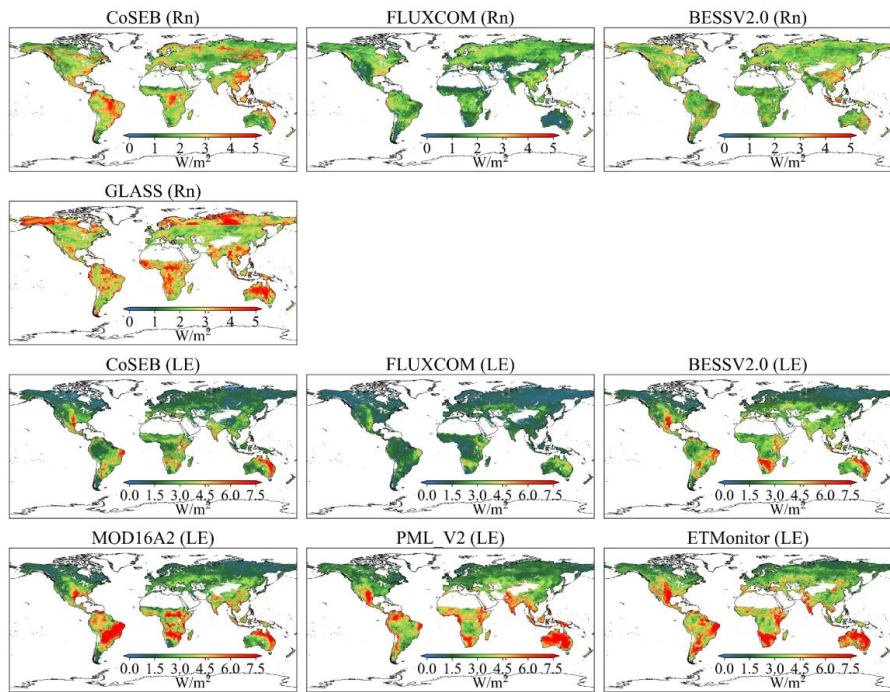 CoSEB (Rn) FLUXCOM (Rn) BESSV2.0 (Rn)
0 1 2 3 4 5 0 1 2 3 4 5 0 1 2 3 4 5
W/m² W/m² W/m²
GLASS (Rn)
0 1 2 3 4 5
W/m²
CoSEB (LE) FLUXCOM (LE) BESSV2.0 (LE)
0.0 1.5 3.0 4.5 6.0 7.5 0.0 1.5 3.0 4.5 6.0 7.5 0.0 1.5 3.0 4.5 6.0 7.5
W/m² W/m² W/m²
MOD16A2 (LE) PML_V2 (LE) ETMonitor (LE)
0.0 1.5 3.0 4.5 6.0 7.5 0.0 1.5 3.0 4.5 6.0 7.5 0.0 1.5 3.0 4.5 6.0 7.5
W/m² W/m² W/m²